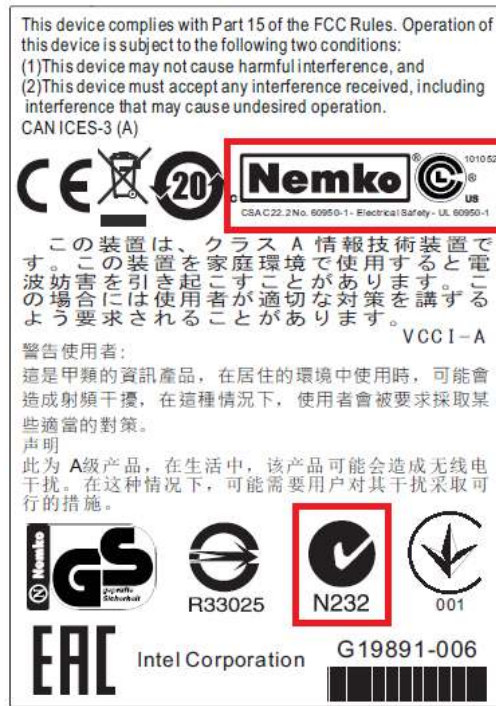 This device complies with Part 15 of the FCC Rules. Operation of
this device is subject to the following two conditions:
(1)This device may not cause harmful interference, and
(2)This device must accept any interference received, including
interference that may cause undesired operation.
CAN ICES-3 (A)
CE 20 C Nemko ® C L ® 101052 US
CSA C22.2 No. 60950-1 - Electrical Safety - UL 60950-1
この装置は、クラス A 情報技術装置で
す。この装置を家庭環境で使用すると電
波妨害を引き起こすことがあります。こ
の場合には使用者が適切な対策を講ずる
よう要求されることがあります。
VCCI-A
警告使用者:
這是甲類的資訊產品，在居住的環境中使用時，可能會
造成射頻干擾，在這種情況下，使用者會被要求採取某
些適當的對策。
声明
此为 A级产品，在生活中，该产品可能会造成无线电
干扰。在这种情况下，可能需要用户对其干扰采取可
行的措施。
N Nemko GS geprüfte Sicherheit
R33025
N232
001
EAC
Intel Corporation
G19891-006